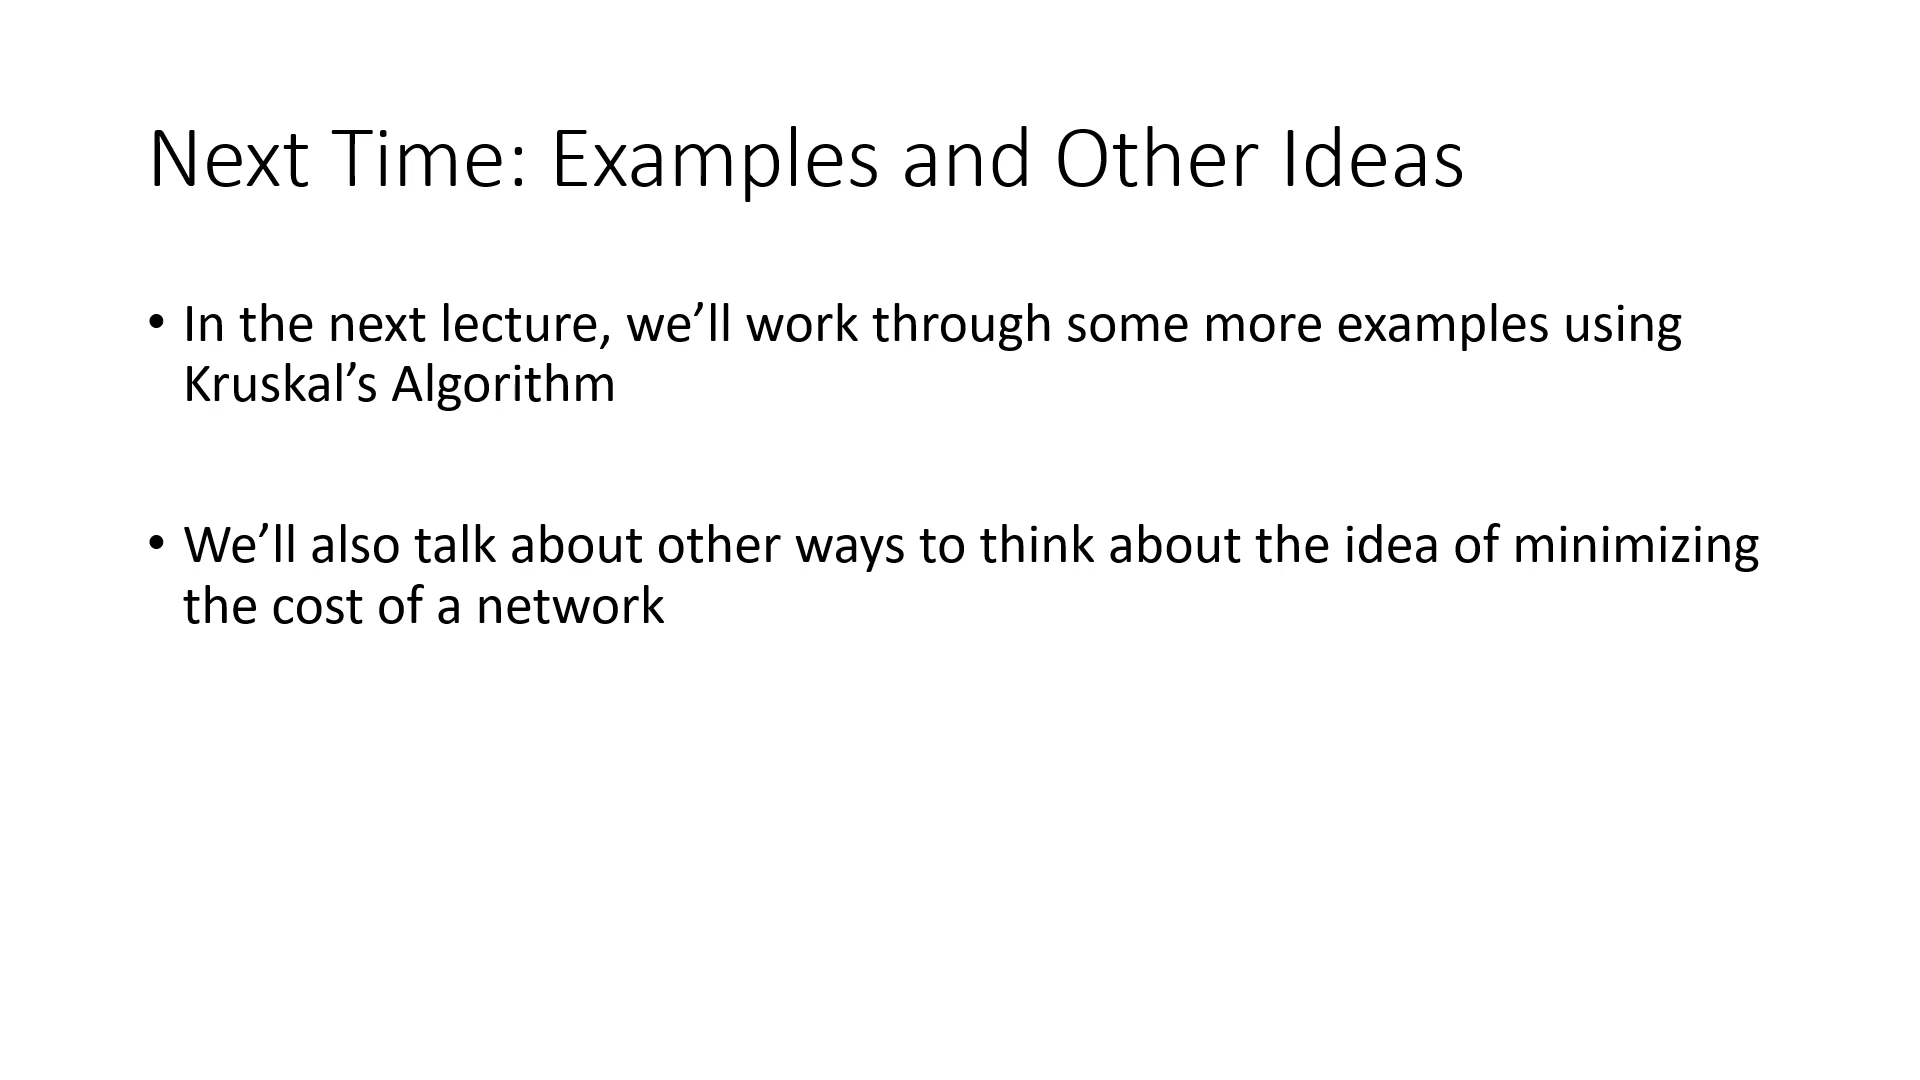 Next Time: Examples and Other Ideas
• In the next lecture, we’ll work through some more examples using
Kruskal’s Algorithm
• We’ll also talk about other ways to think about the idea of minimizing
the cost of a network